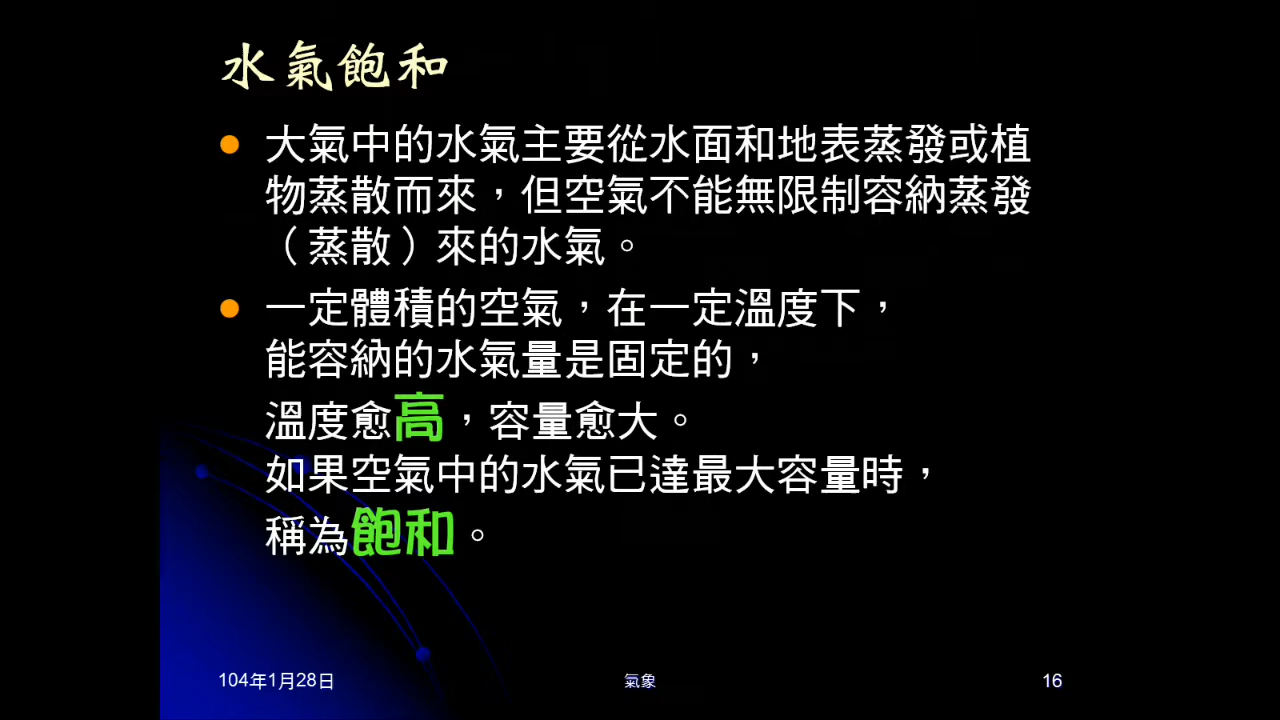 水氣飽和
大氣中的水氣主要從水面和地表蒸發或植
物蒸散而來，但空氣不能無限制容納蒸發
（蒸散）來的水氣。
一定體積的空氣，在一定溫度下，
能容納的水氣量是固定的，
溫度愈高，容量愈大。
如果空氣中的水氣已達最大容量時，
稱為飽和。
104年1月28日
氣象
16